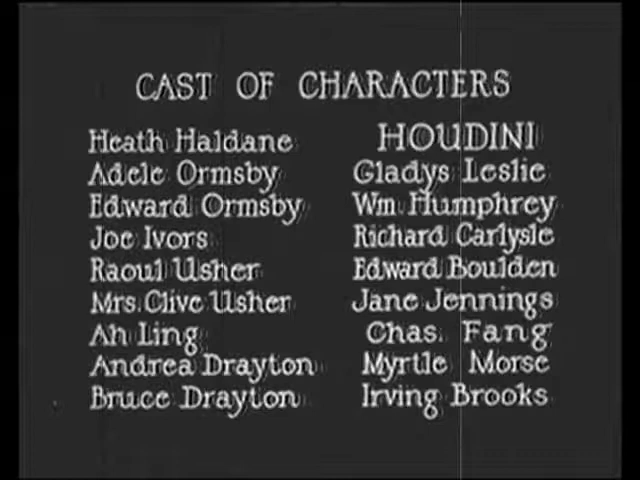 CAST OF CHARACTERS
Heath Haldane HOUDINI
Adele Ormsby Gladys Leslie
Edward Ormsby Wm. Humphrey
Joe Ivors Richard Carlysle
Raoul Usher Edward Boulden
Mrs. Clive Usher Jane Jennings
Ah Ling Chas. Fang
Andrea Drayton Myrtle Morse
Bruce Drayton Irving Brooks